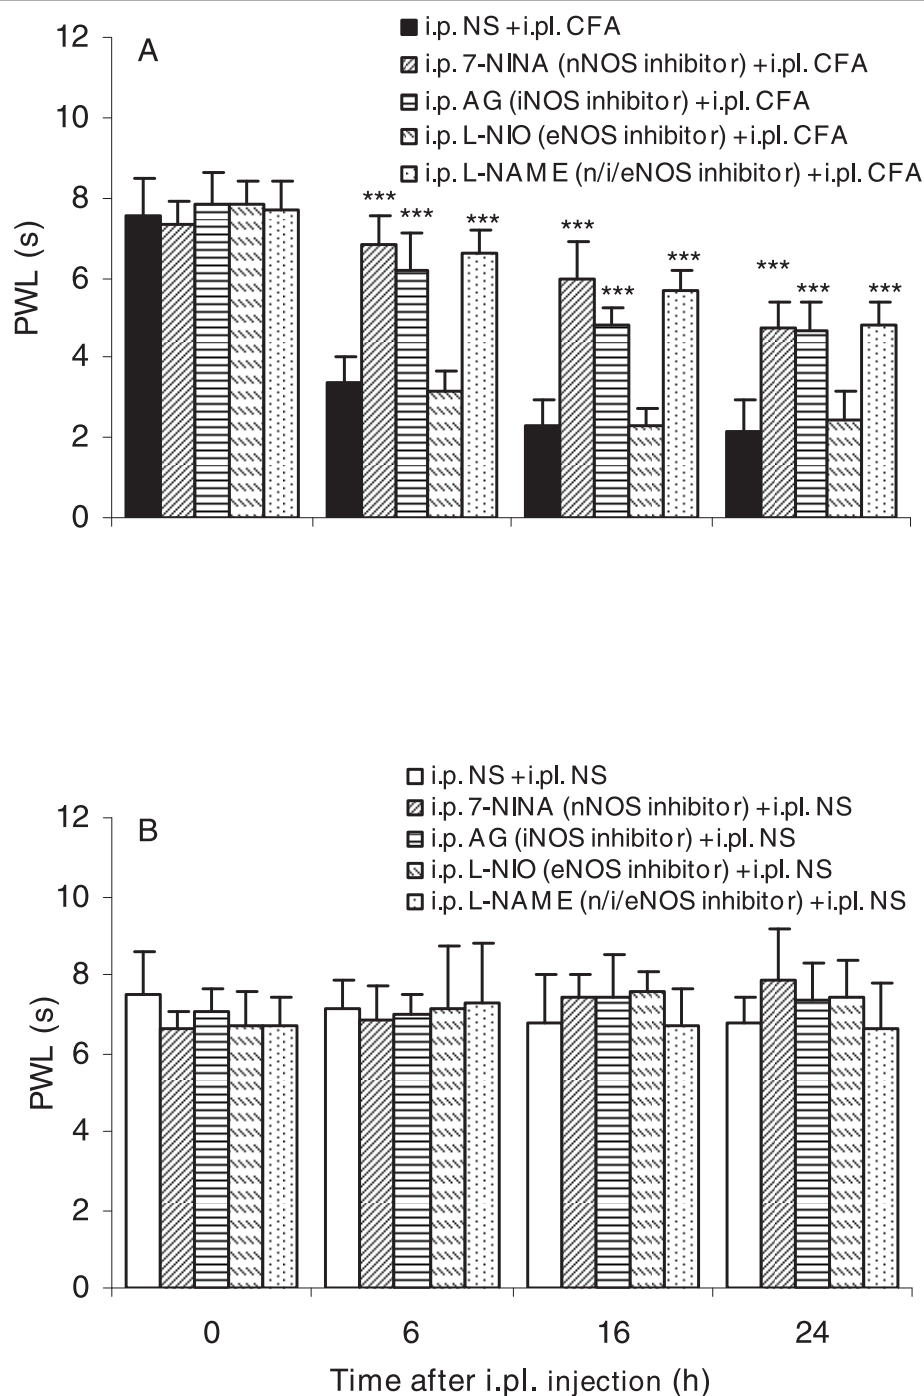 A
i.p. NS +i.pl. CFA
i.p. 7-NINA (nNOS inhibitor) +i.pl. CFA
i.p. AG (iNOS inhibitor) +i.pl. CFA
i.p. L-NIO (eNOS inhibitor) +i.pl. CFA
i.p. L-NAME (n/i/eNOS inhibitor) +i.pl. CFA
12
10
8
6
4
2
0
PWL (s)
*** *** ***
*** *** ***
*** *** ***
B
i.p. NS +i.pl. NS
i.p. 7-NINA (nNOS inhibitor) +i.pl. NS
i.p. AG (iNOS inhibitor) +i.pl. NS
i.p. L-NIO (eNOS inhibitor) +i.pl. NS
i.p. L-NAME (n/i/eNOS inhibitor) +i.pl. NS
12
10
8
6
4
2
0
PWL (s)
0 6 16 24
Time after i.pl. injection (h)